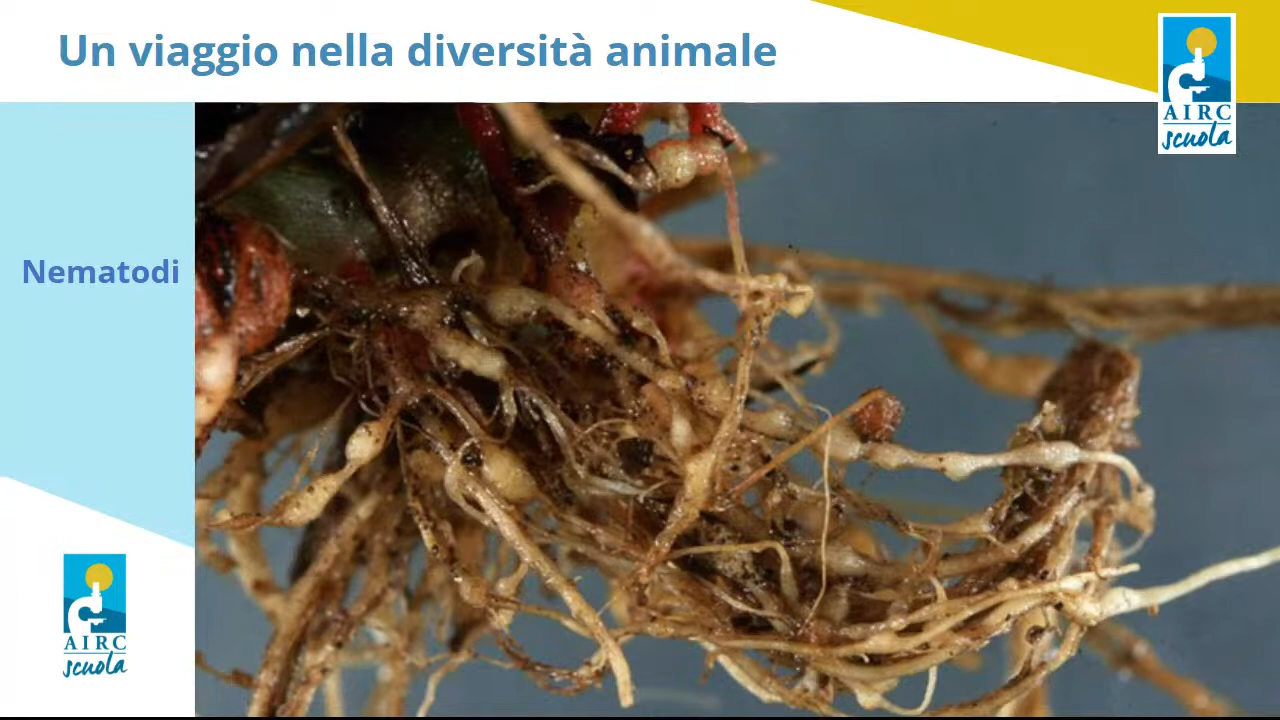 Un viaggio nella diversità animale
AIRC
scuola
Nematodi
AIRC
scuola